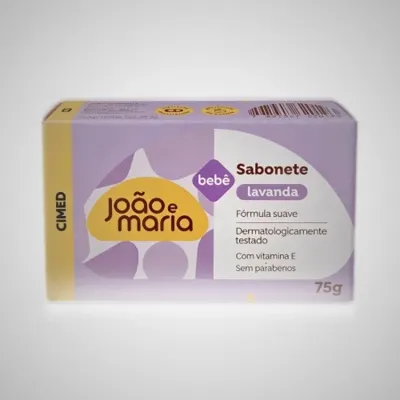 CIMED
João e
maria
bebê
Sabonete
lavanda
Fórmula suave
Dermatologicamente
testado
Com vitamina E
Sem parabenos
75g